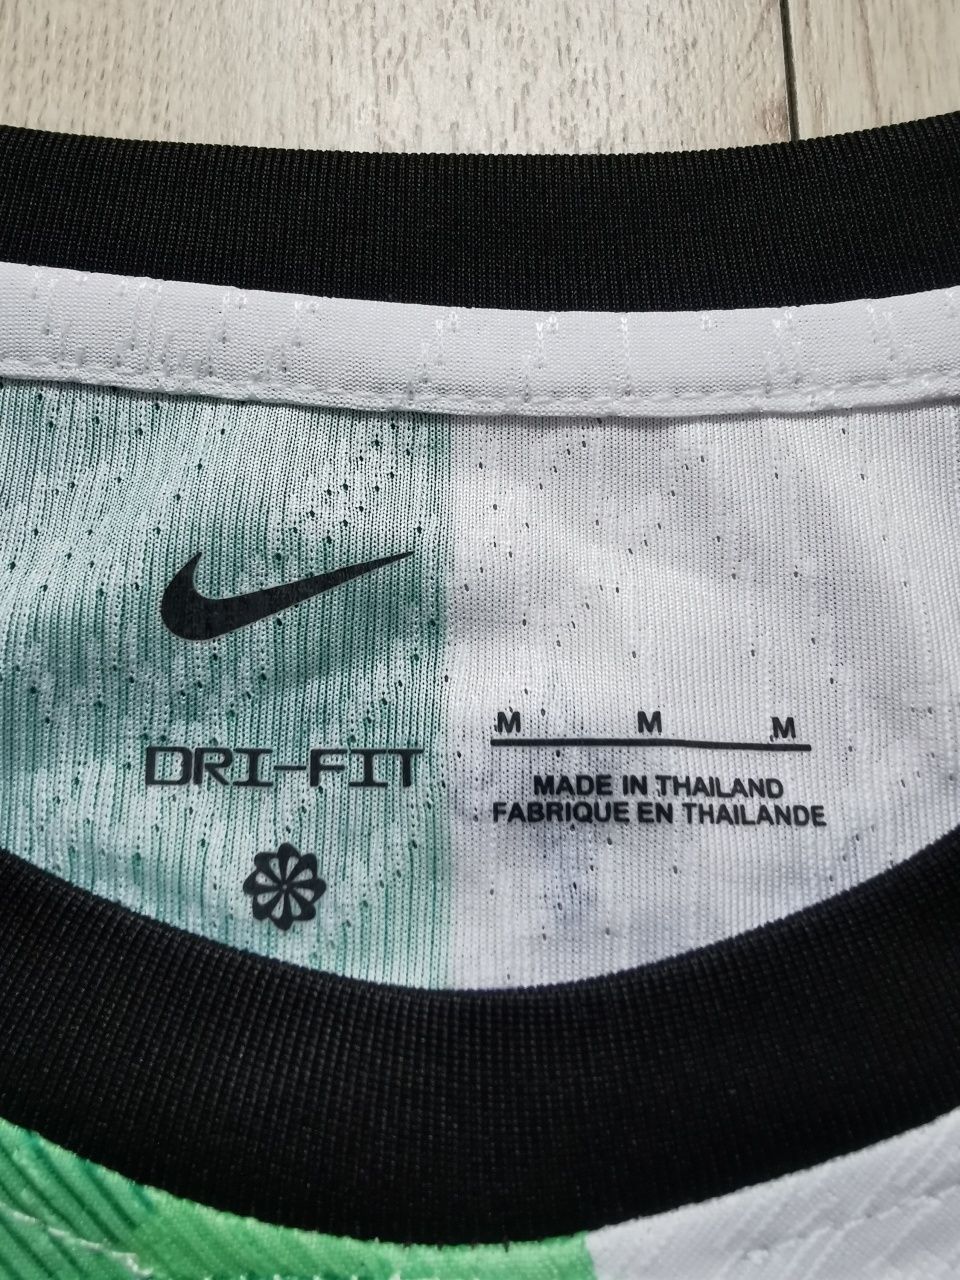 DRI-FIT
M M M
MADE IN THAILAND
FABRIQUE EN THAILANDE